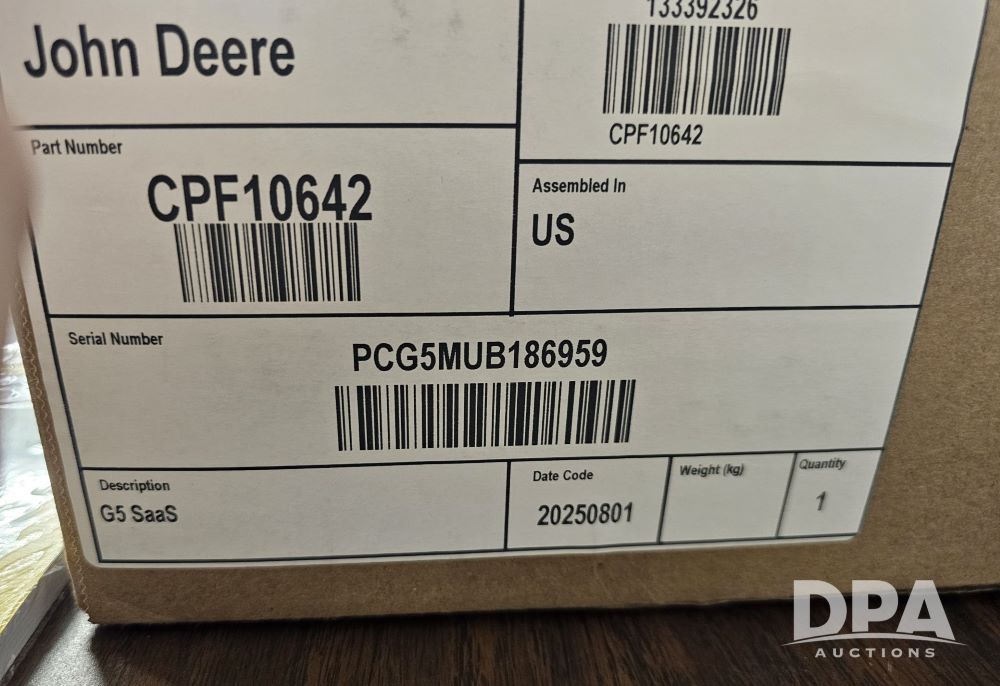 John Deere
133392326
CPF10642
Part Number
CPF10642
Assembled In
US
Serial Number
PCG5MUB186959
Description
G5 SaaS
Date Code
20250801
Weight (kg)
Quantity
1
DPA
AUCTIONS